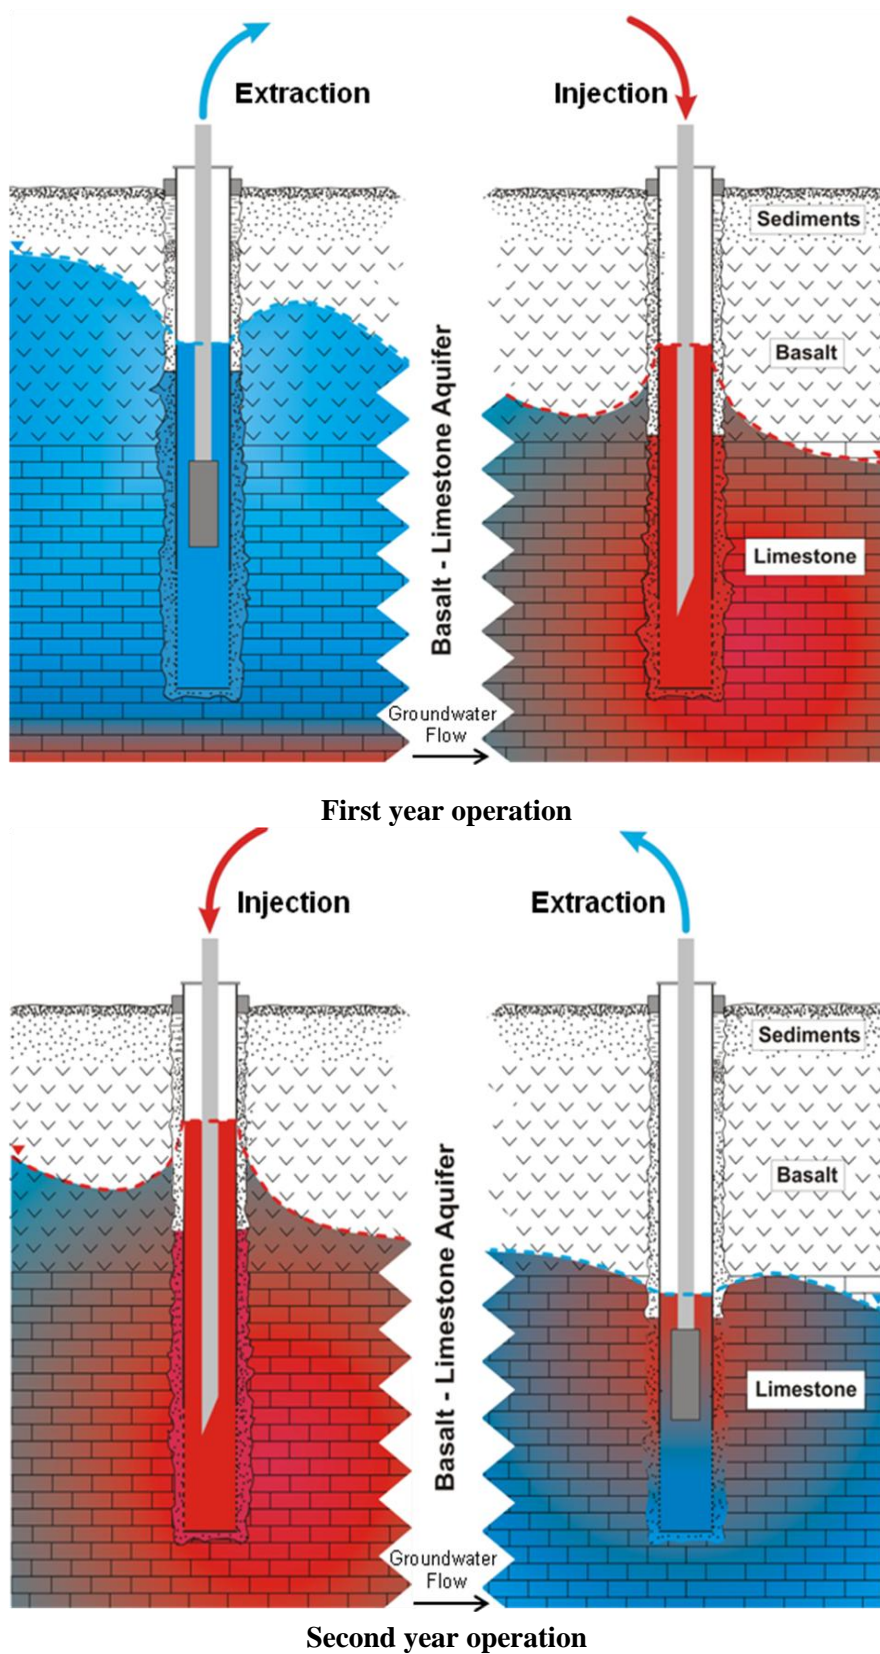 Extraction
Injection
Sediments
Basalt
Basalt - Limestone Aquifer
Limestone
Groundwater
Flow
First year operation
Injection
Extraction
Sediments
Basalt
Basalt - Limestone Aquifer
Limestone
Groundwater
Flow
Second year operation